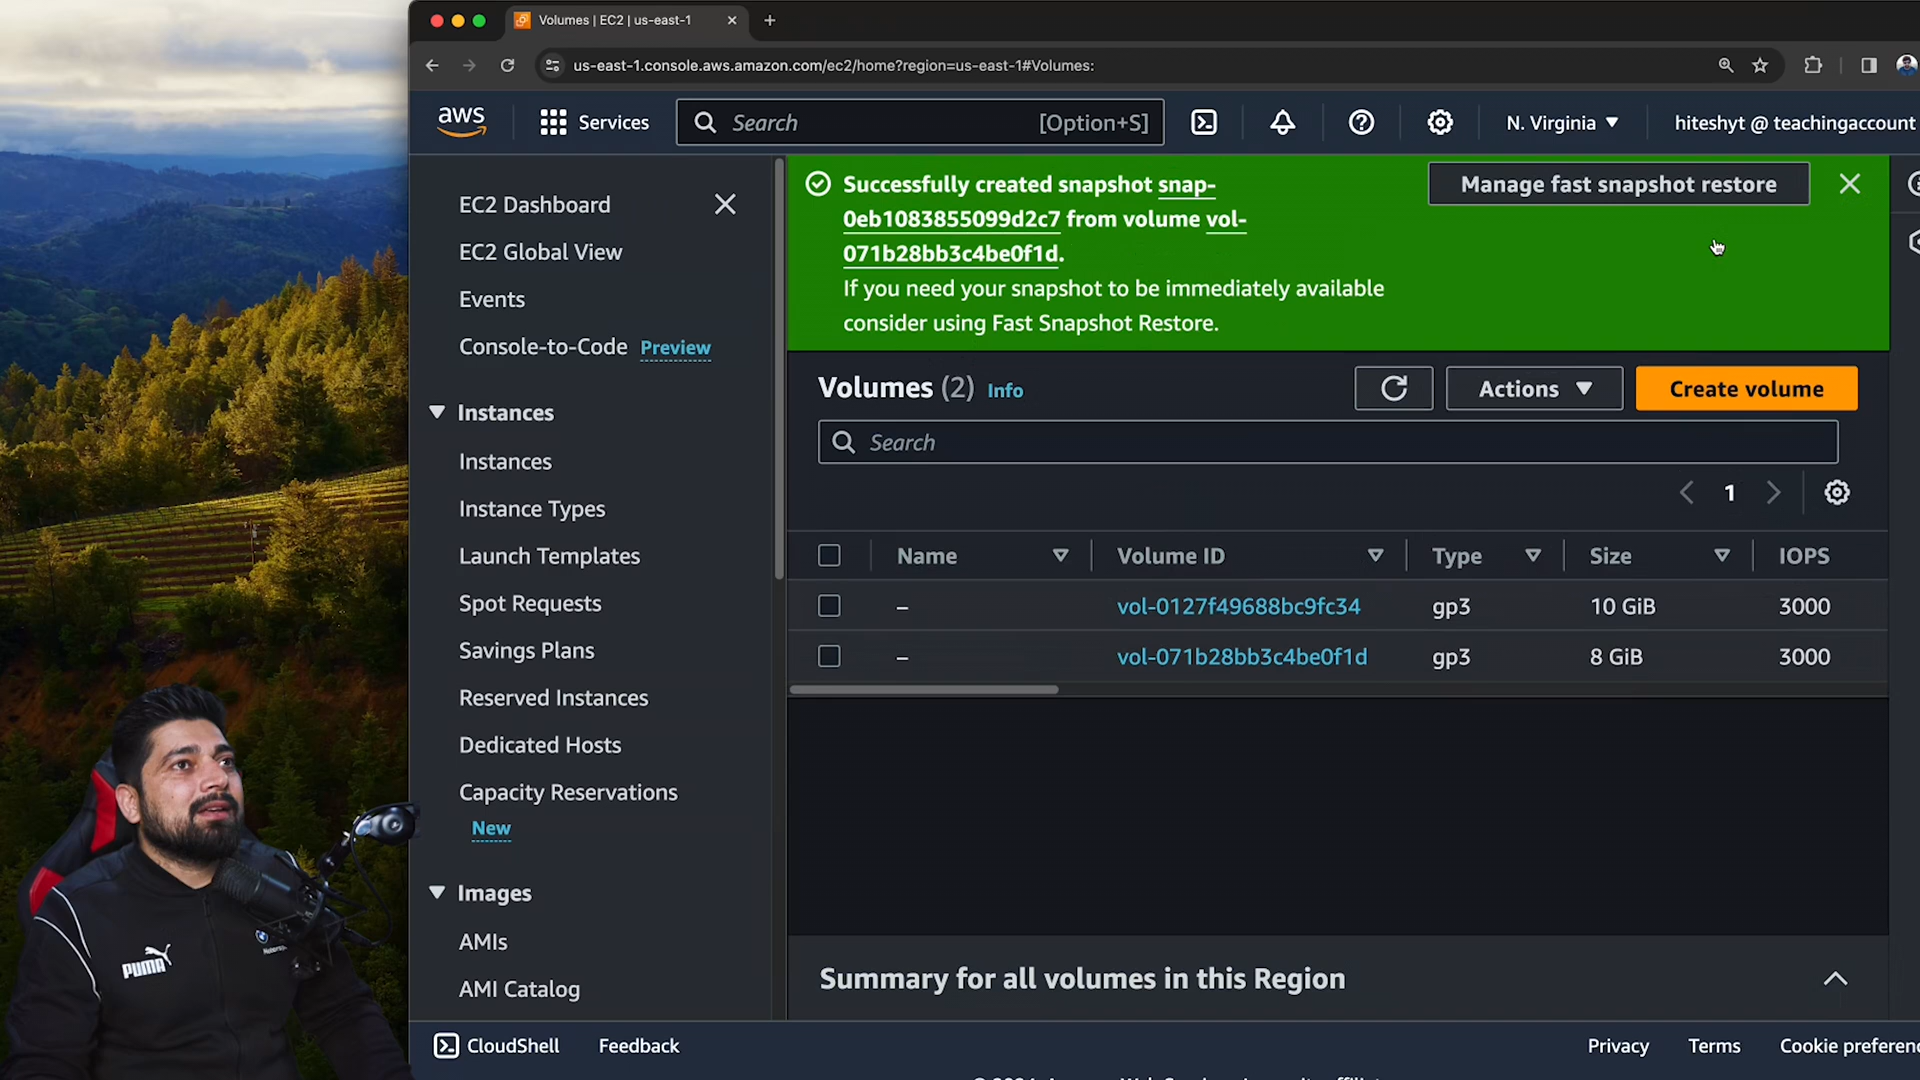 Volumes | EC2 | us-east-1
us-east-1.console.aws.amazon.com/ec2/home?region=us-east-1#Volumes:
aws
Services
Search
[Option+S]
N. Virginia
hiteshyt @ teachingaccount
EC2 Dashboard
EC2 Global View
Events
Console-to-Code Preview
Instances
Instances
Instance Types
Launch Templates
Spot Requests
Savings Plans
Reserved Instances
Dedicated Hosts
Capacity Reservations
New
Images
AMIs
AMI Catalog
Successfully created snapshot snap-
0eb1083855099d2c7 from volume vol-
071b28bb3c4be0f1d.
If you need your snapshot to be immediately available
consider using Fast Snapshot Restore.
Manage fast snapshot restore
Volumes (2) Info
Actions
Create volume
Search
1
Name Volume ID Type Size IOPS
– vol-0127f49688bc9fc34 gp3 10 GiB 3000
– vol-071b28bb3c4be0f1d gp3 8 GiB 3000
Summary for all volumes in this Region
CloudShell
Feedback
Privacy
Terms
Cookie preferenc
PUMA